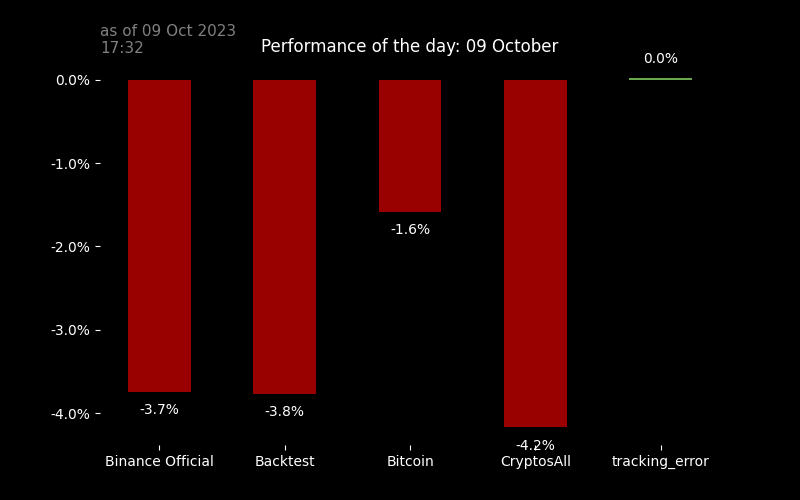 as of 09 Oct 2023
17:32
Performance of the day: 09 October
0.0%
0.0%
-1.0%
-2.0%
-3.0%
-4.0%
-3.7%
-3.8%
-1.6%
-4.2%
Binance Official
Backtest
Bitcoin
CryptosAll
tracking_error